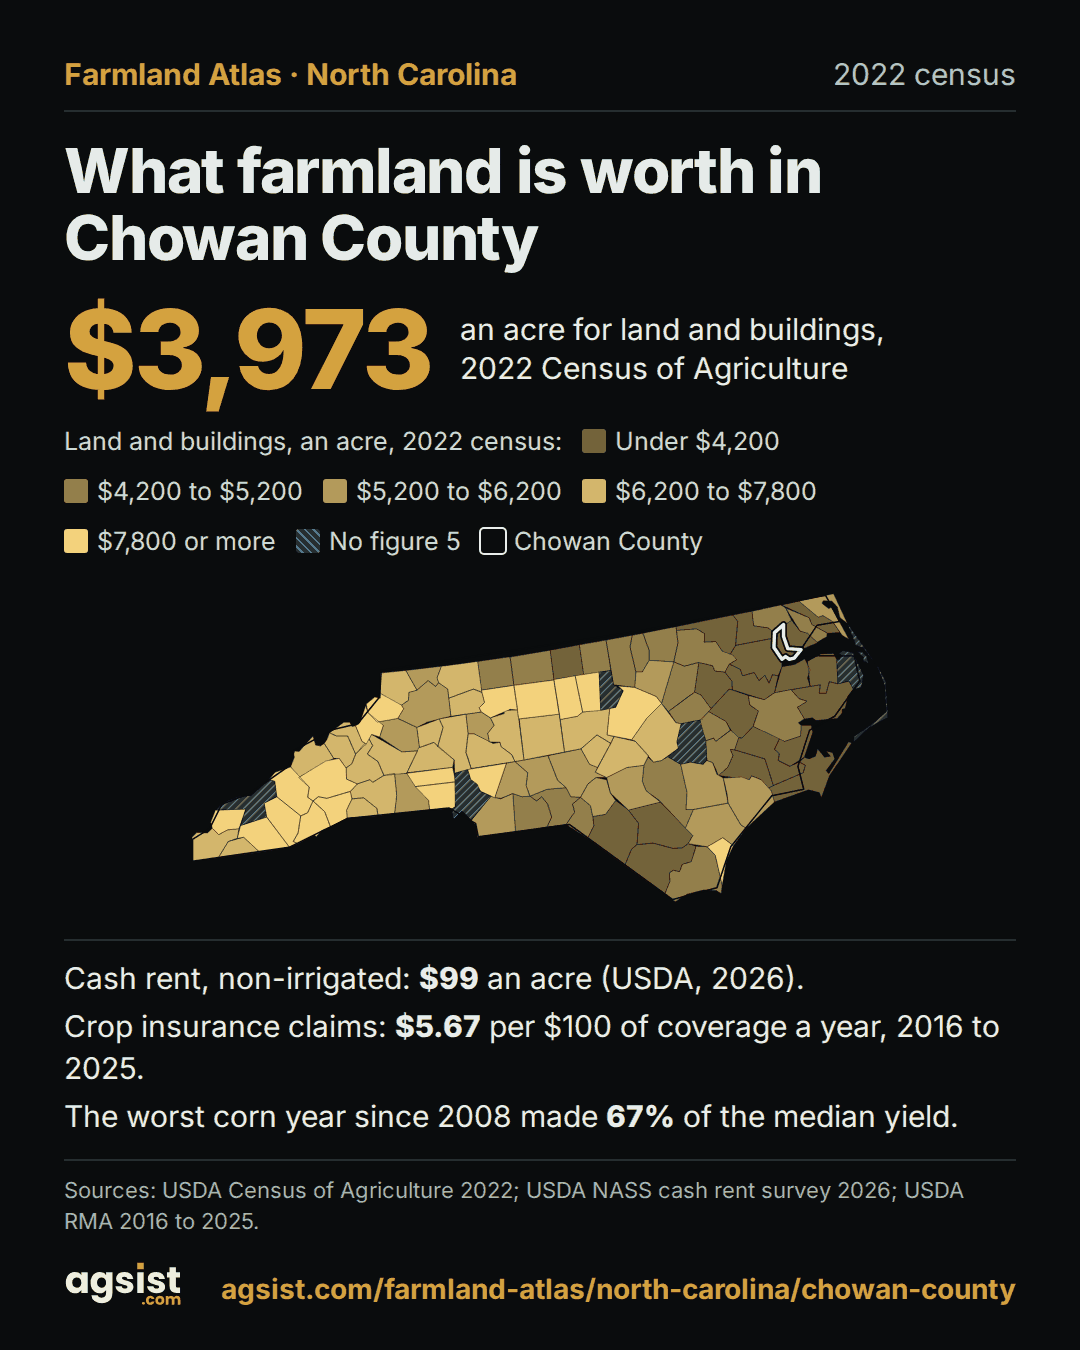 Farmland Atlas · North Carolina
2022 census
What farmland is worth in
Chowan County
$3,973
an acre for land and buildings,
2022 Census of Agriculture
Land and buildings, an acre, 2022 census: Under $4,200
$4,200 to $5,200 $5,200 to $6,200 $6,200 to $7,800
$7,800 or more No figure 5 Chowan County
Cash rent, non-irrigated: $99 an acre (USDA, 2026).
Crop insurance claims: $5.67 per $100 of coverage a year, 2016 to
2025.
The worst corn year since 2008 made 67% of the median yield.
Sources: USDA Census of Agriculture 2022; USDA NASS cash rent survey 2026; USDA
RMA 2016 to 2025.
agsist
.com
agsist.com/farmland-atlas/north-carolina/chowan-county